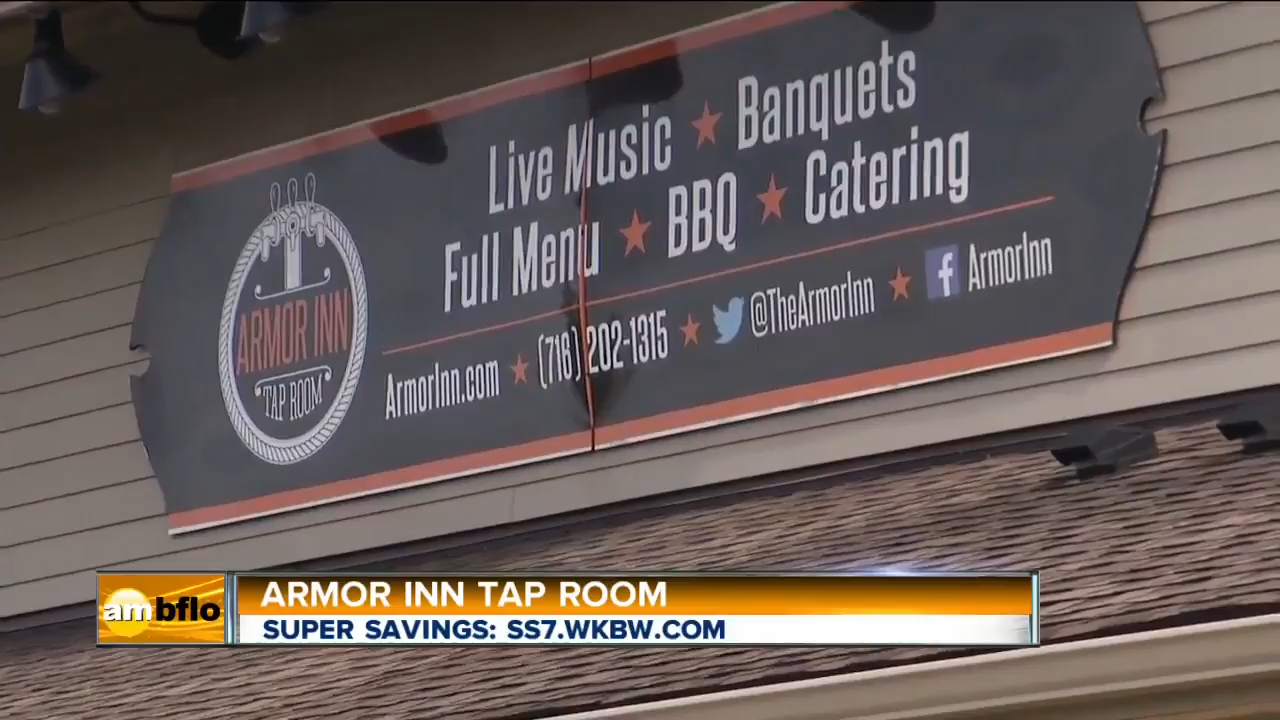 Live Music ★ Banquets
Full Menu ★ BBQ ★ Catering
ARMOR INN
TAP ROOM
ArmorInn.com ★ (716) 202-1315 ★ @TheArmorInn ★ f ArmorInn
ambflo
ARMOR INN TAP ROOM
SUPER SAVINGS: SS7.WKBW.COM